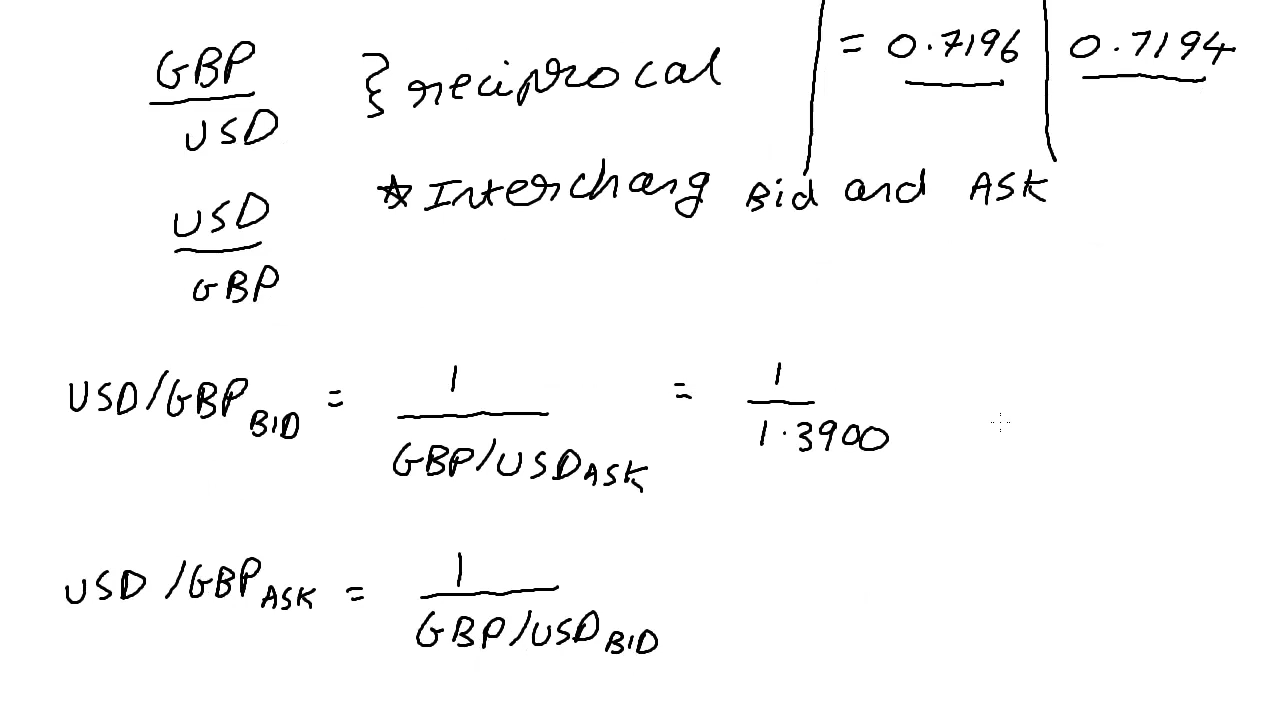 GBP } reciprocal = 0.7196 | 0.7194
USD
* Interchang Bid and ASK
USD
GBP
USD/GBP BID = 1 / GBP/USD ASK = 1 / 1.3900
USD/GBP ASK = 1 / GBP/USD BID